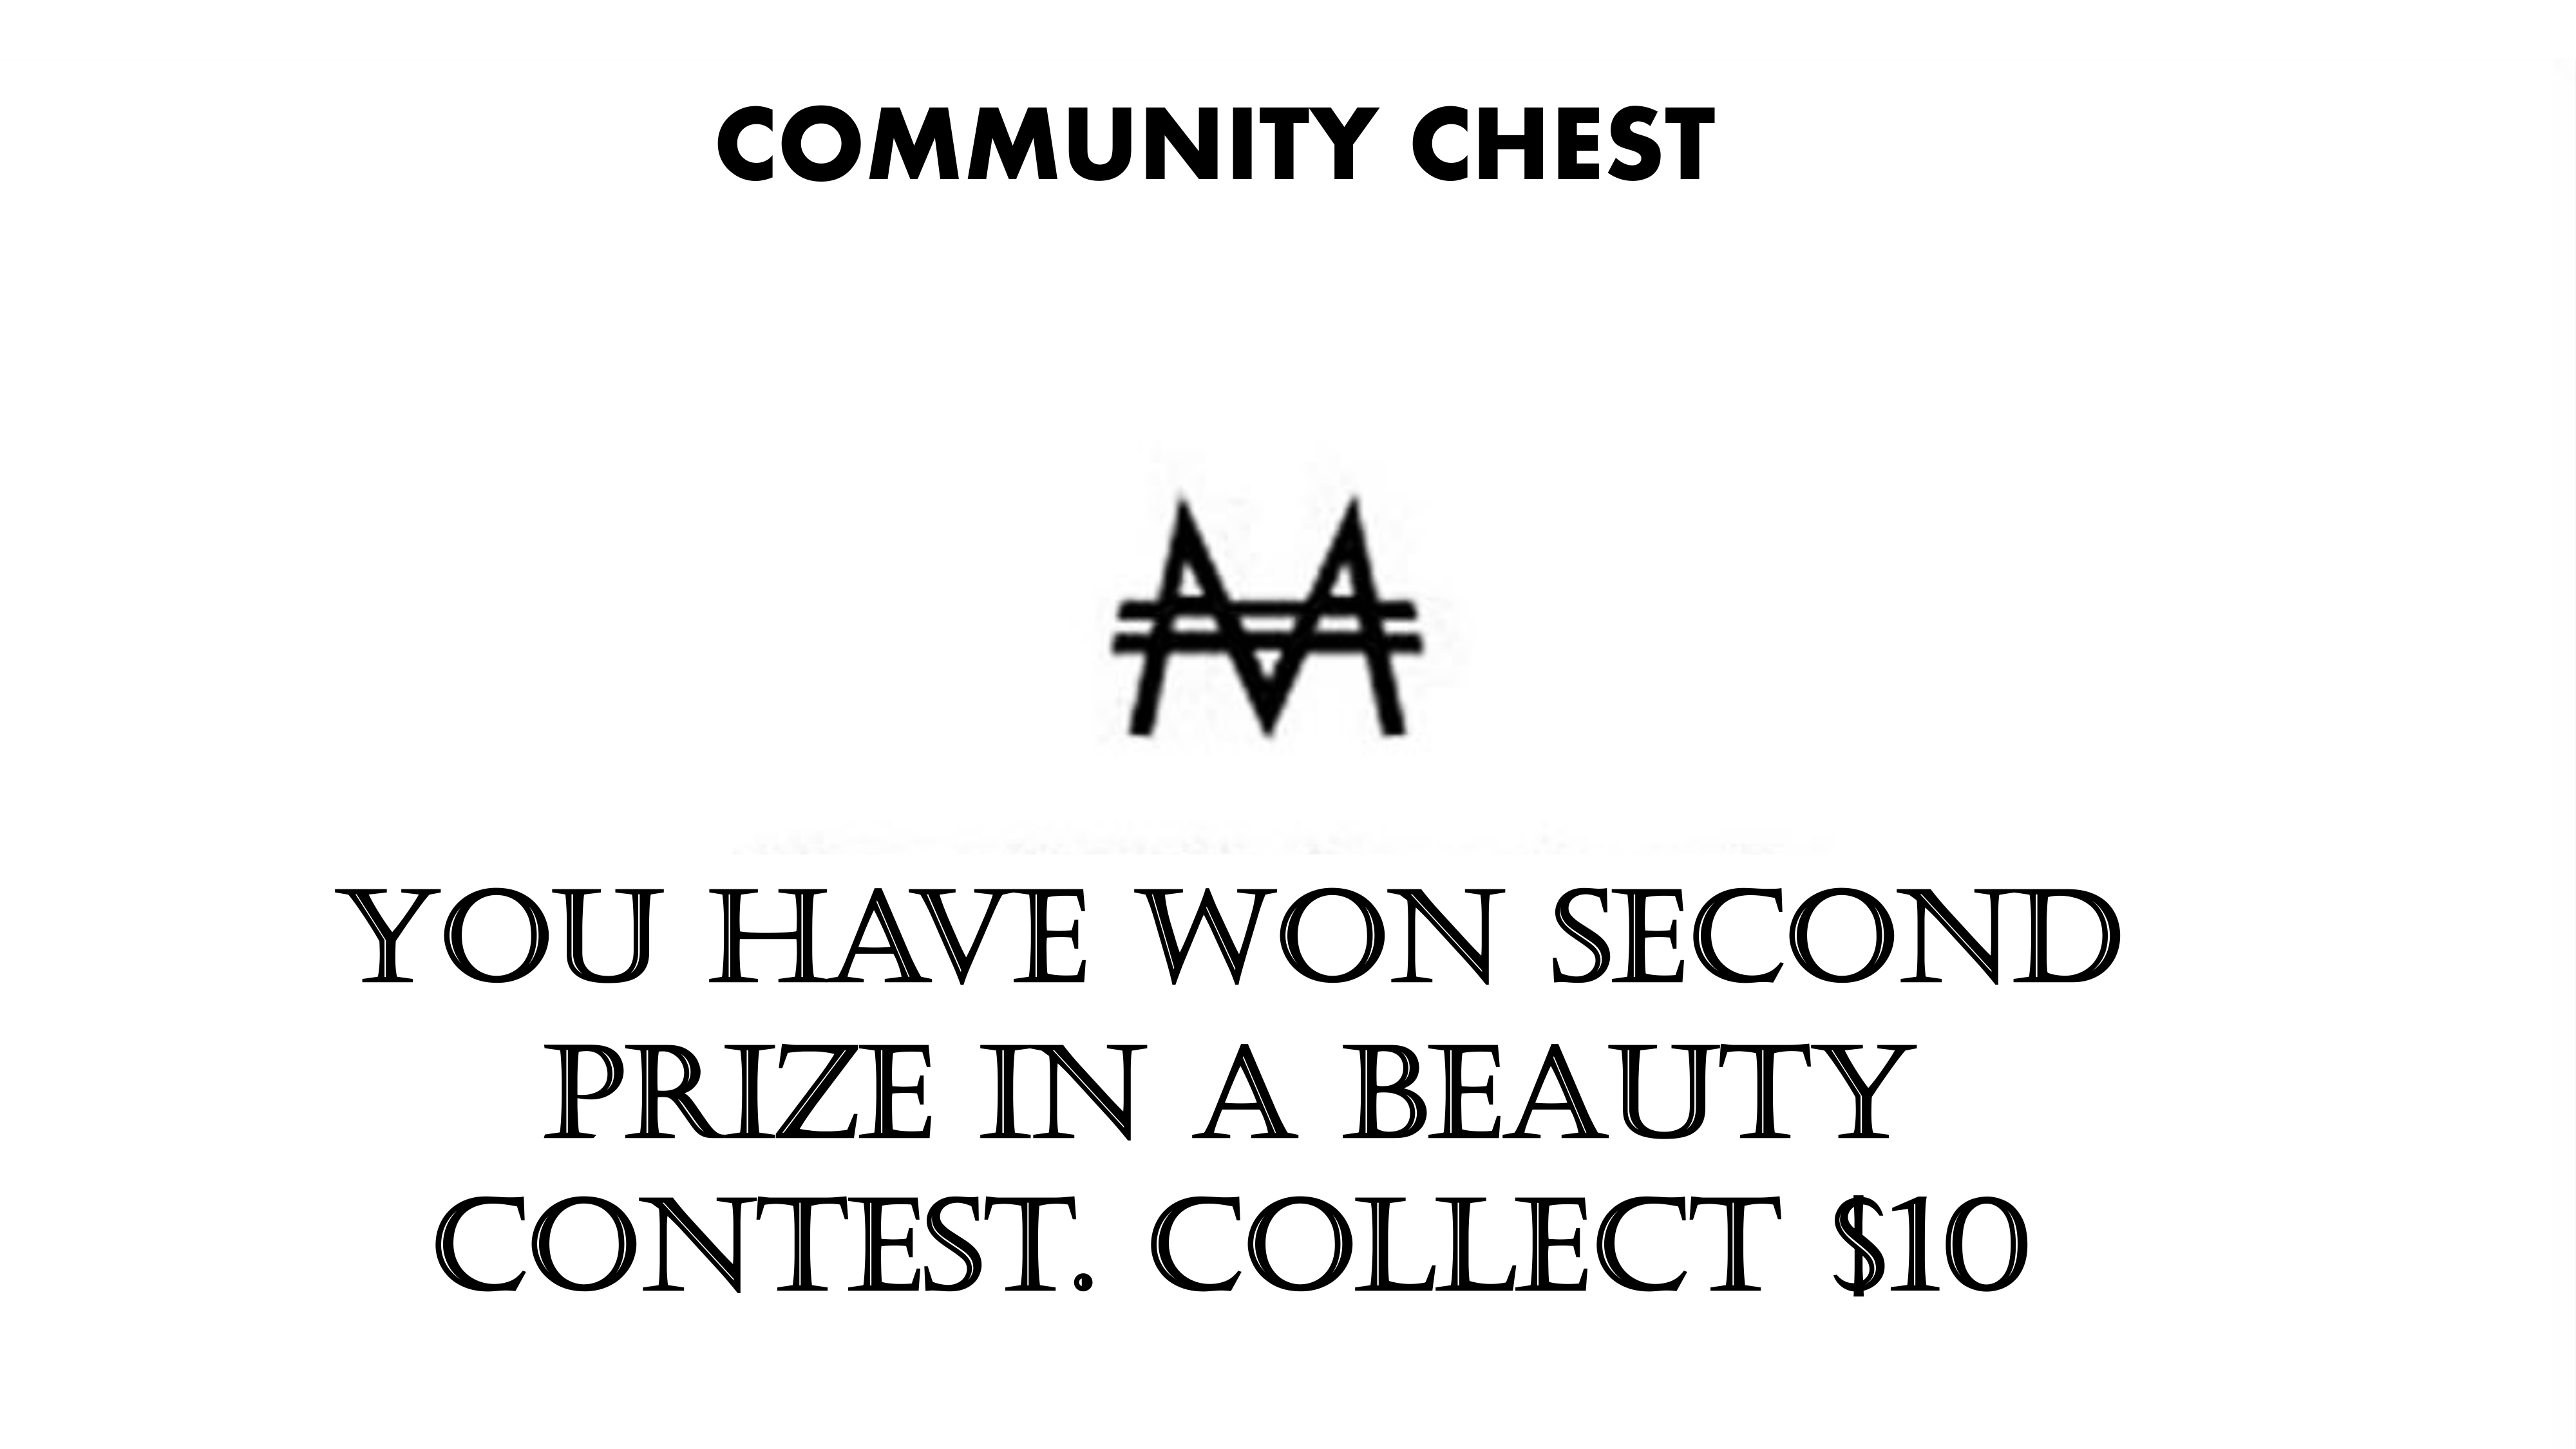 COMMUNITY CHEST
YOU HAVE WON SECOND
PRIZE IN A BEAUTY
CONTEST. COLLECT $10